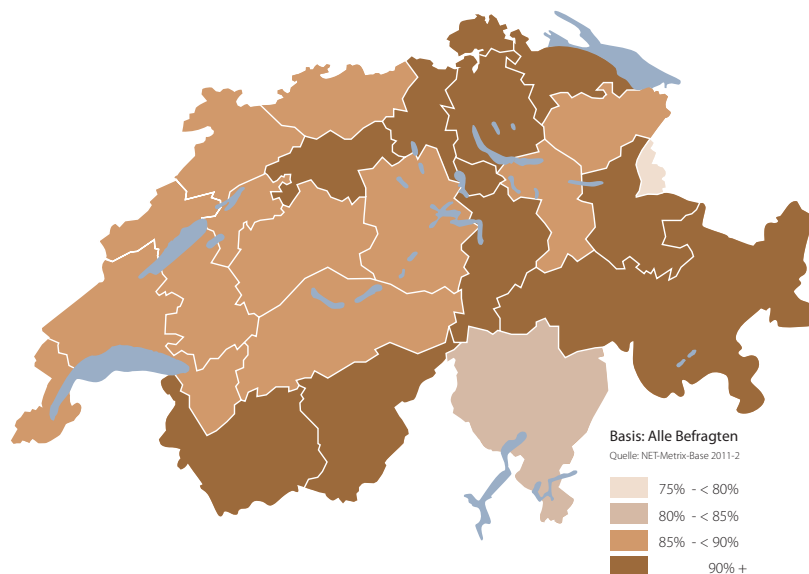 Basis: Alle Befragten
Quelle: NET-Metrix-Base 2011-2
75% - < 80%
80% - < 85%
85% - < 90%
90% +